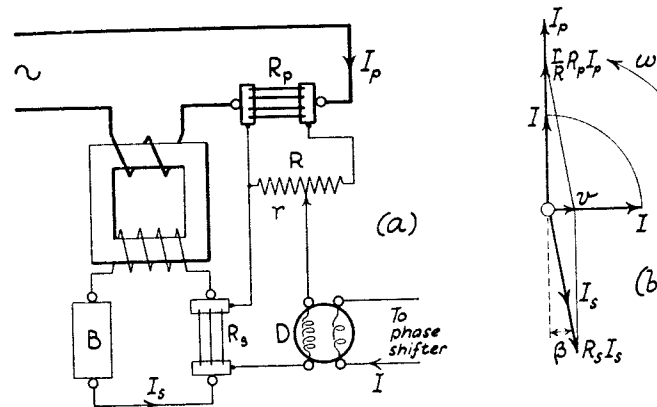 ~
I_p
R_p
R
r
(a)
B
R_s
D
I_s
To
phase
shifter
I
I_p
r/R R_p I_p
ω
I
v
I
I_s
β
R_s I_s
(b